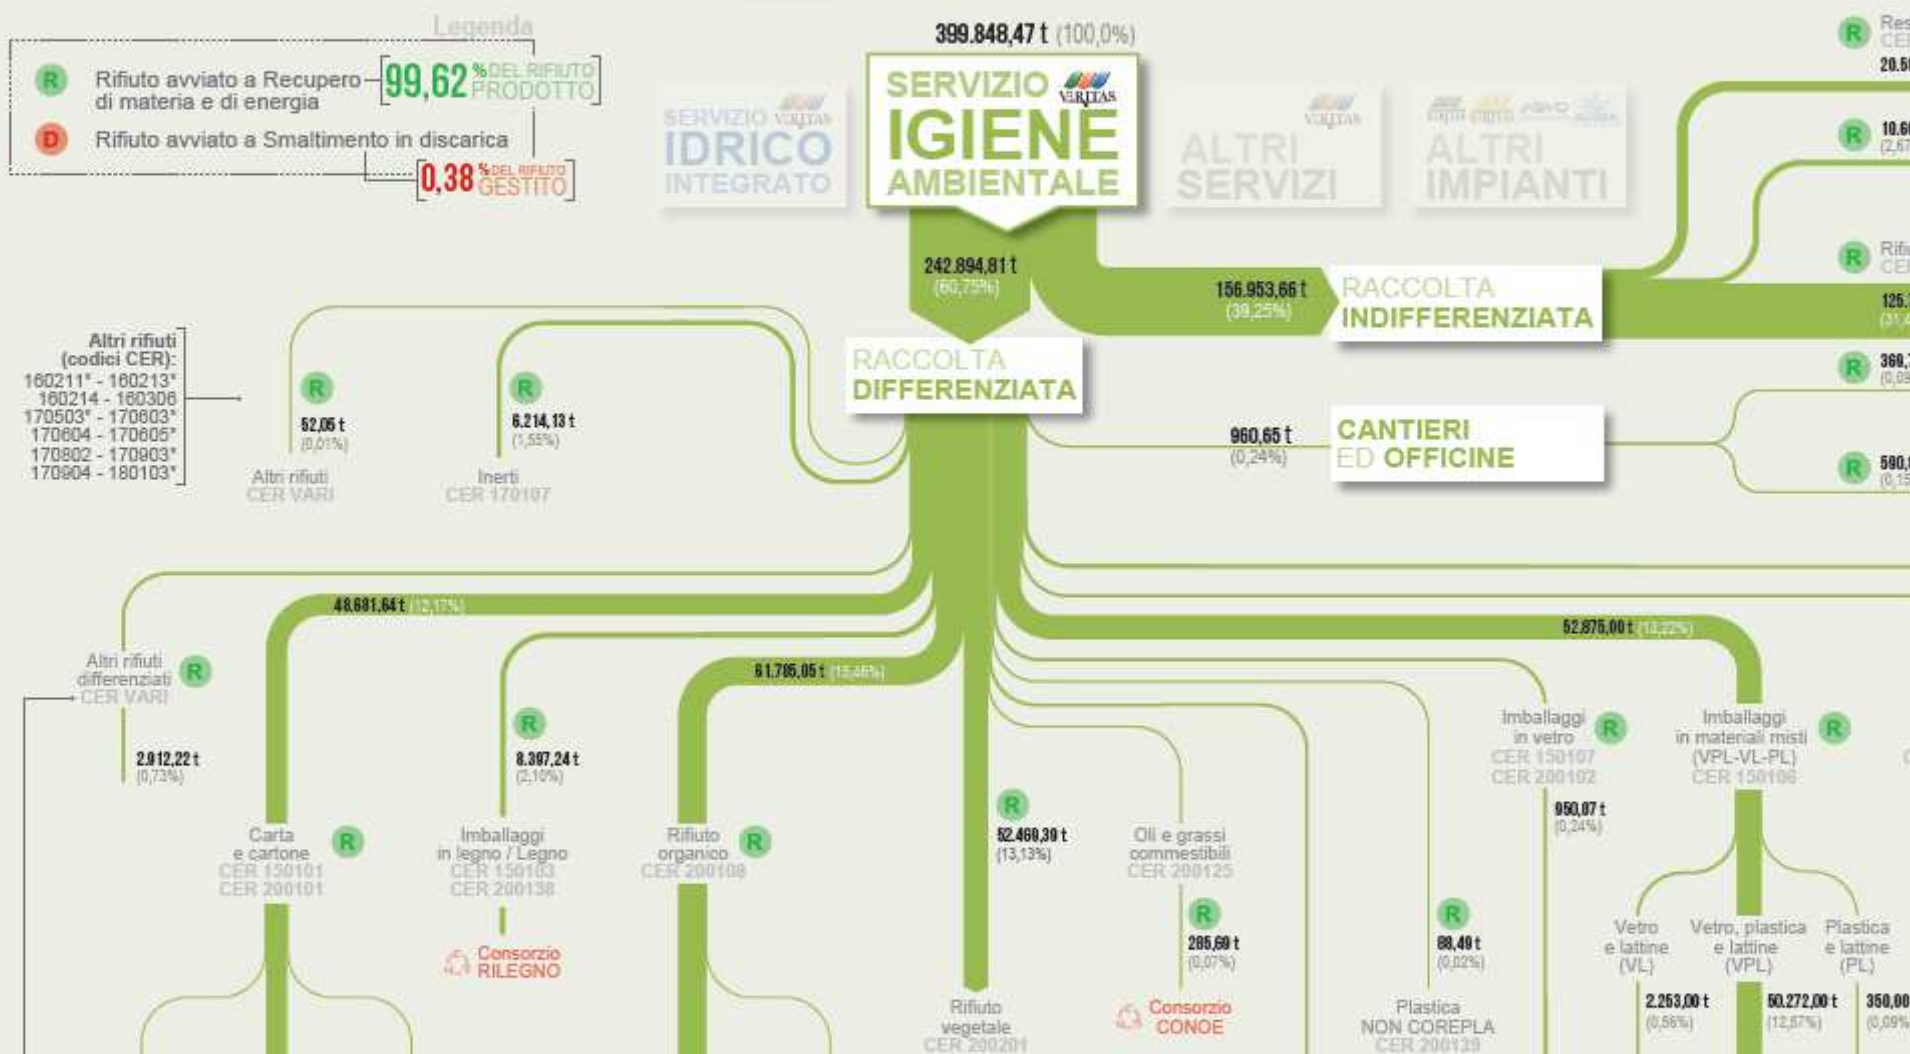 Legenda
R Rifiuto avviato a Recupero
di materia e di energia
99,62 % DEL RIFIUTO
PRODOTTO
D Rifiuto avviato a Smaltimento in discarica
0,38 % DEL RIFIUTO
GESTITO
399.848,47 t (100,0%)
SERVIZIO VERITAS
IDRICO
INTEGRATO
SERVIZIO VERITAS
IGIENE
AMBIENTALE
VERITAS
ALTRI
SERVIZI
ALTRI
IMPIANTI
242.894,81 t
(60,75%)
156.953,66 t
(39,25%)
RACCOLTA
INDIFFERENZIATA
RACCOLTA
DIFFERENZIATA
960,65 t
(0,24%)
CANTIERI
ED OFFICINE
R
R
R
R
R
Altri rifiuti
(codici CER):
160211* - 160213*
160214 - 160306
170503* - 170603*
170604 - 170605*
170802 - 170903*
170904 - 180103*
R
52,05 t
(0,01%)
Altri rifiuti
CER VARI
R
6.214,13 t
(1,55%)
Inerti
CER 170107
48.681,64 t (12,17%)
61.785,05 t (15,45%)
52.875,00 t (13,22%)
Altri rifiuti
differenziati
CER VARI
R
2.912,22 t
(0,73%)
Carta
e cartone
CER 150101
CER 200101
R
R
8.397,24 t
(2,10%)
Imballaggi
in legno / Legno
CER 150103
CER 200138
Consorzio
RILEGNO
Rifiuto
organico
CER 200108
R
R
52.469,39 t
(13,13%)
Rifiuto
vegetale
CER 200201
Oli e grassi
commestibili
CER 200125
R
285,69 t
(0,07%)
Consorzio
CONOE
R
88,49 t
(0,02%)
Plastica
NON COREPLA
CER 200139
Imballaggi
in vetro
CER 150107
CER 200102
R
950,07 t
(0,24%)
Imballaggi
in materiali misti
(VPL-VL-PL)
CER 150106
R
Vetro
e lattine
(VL)
2.253,00 t
(0,56%)
Vetro, plastica
e lattine
(VPL)
50.272,00 t
(12,57%)
Plastica
e lattine
(PL)
350,00
(0,09%